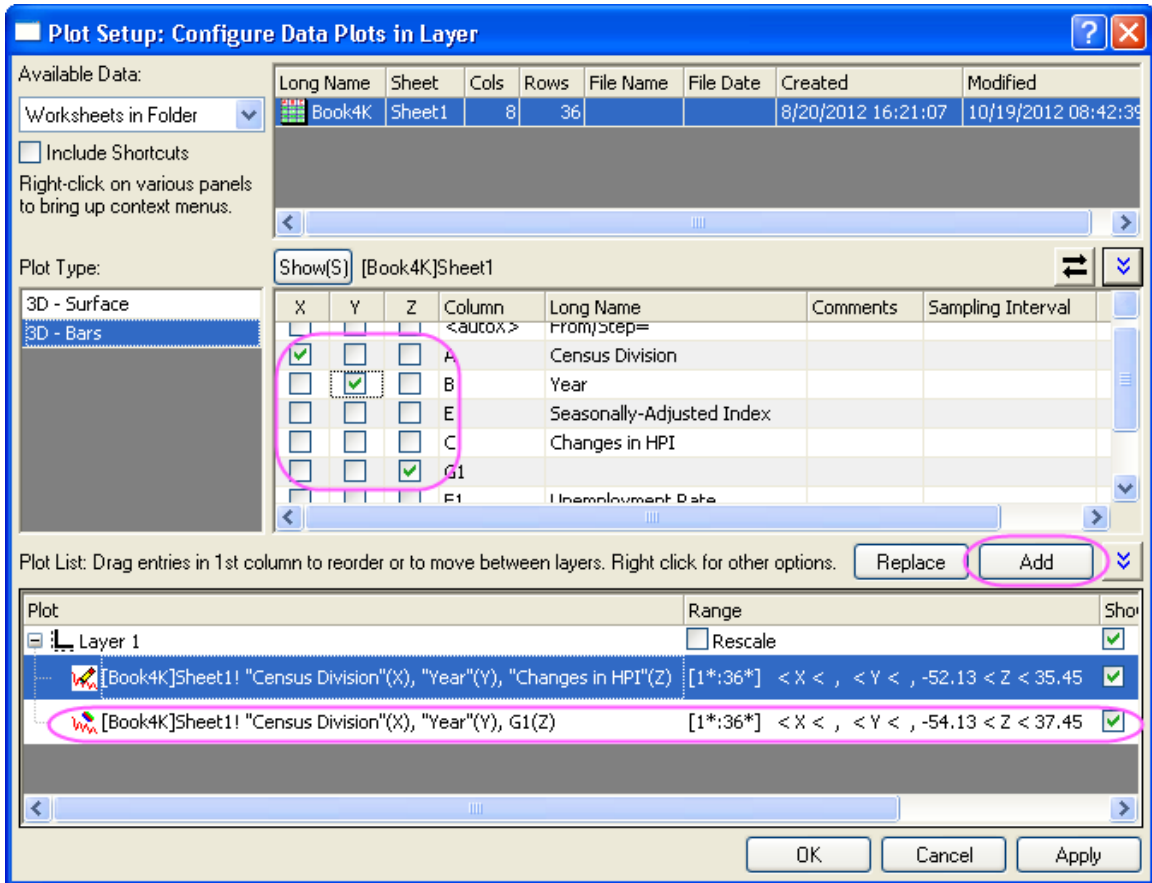 Plot Setup: Configure Data Plots in Layer
Available Data:
Worksheets in Folder
Include Shortcuts
Right-click on various panels
to bring up context menus.
Long Name Sheet Cols Rows File Name File Date Created Modified
Book4K Sheet1 8 36 8/20/2012 16:21:07 10/19/2012 08:42:39
Plot Type:
3D - Surface
3D - Bars
Show(S) [Book4K]Sheet1
X Y Z Column Long Name Comments Sampling Interval
<autoX> From/Step=
A Census Division
B Year
E Seasonally-Adjusted Index
C Changes in HPI
G1
F1 Unemployment Rate
Plot List: Drag entries in 1st column to reorder or to move between layers. Right click for other options. Replace Add
Plot Range Sho
Layer 1 Rescale
[Book4K]Sheet1! "Census Division"(X), "Year"(Y), "Changes in HPI"(Z) [1*:36*] < X < , < Y < , -52.13 < Z < 35.45
[Book4K]Sheet1! "Census Division"(X), "Year"(Y), G1(Z) [1*:36*] < X < , < Y < , -54.13 < Z < 37.45
OK Cancel Apply